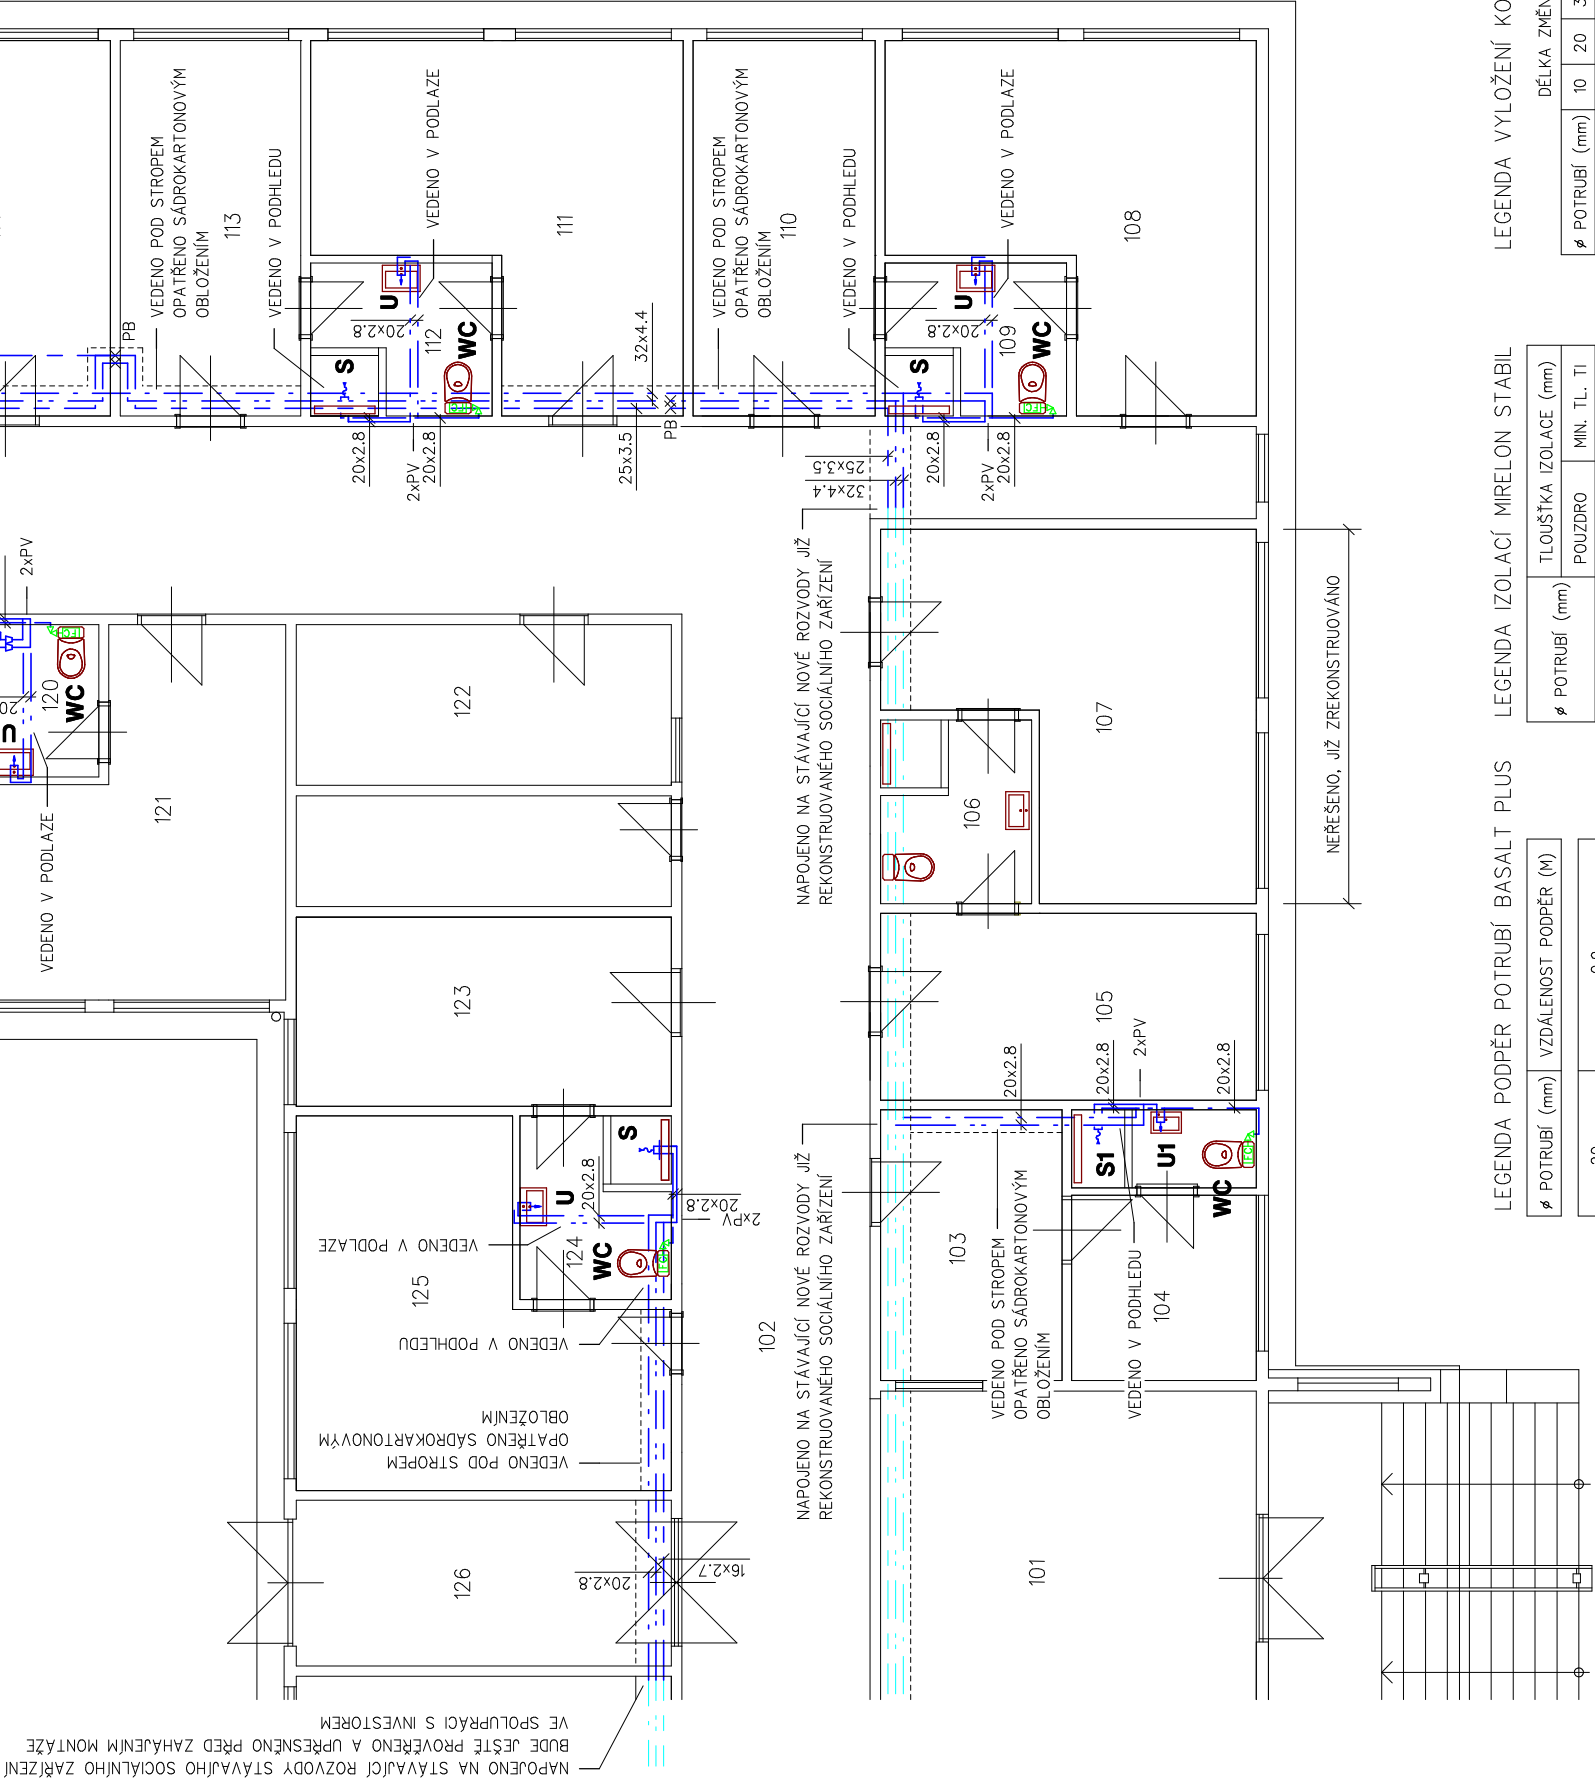 VEDENO POD STROPEM
OPATŘENO SÁDROKARTONOVÝM
OBLOŽENÍM
113
VEDENO V PODHLEDU
PB
VEDENO V PODLAZE
111
U
20x2.8
112
WC
S
20x2.8
2xPV
20x2.8
32x4.4
25x3.5
PB
VEDENO POD STROPEM
OPATŘENO SÁDROKARTONOVÝM
OBLOŽENÍM
110
VEDENO V PODHLEDU
VEDENO V PODLAZE
108
U
20x2.8
109
WC
S
20x2.8
2xPV
20x2.8
25x3.5
32x4.4
NAPOJENO NA STÁVAJÍCÍ NOVÉ ROZVODY JIŽ
REKONSTRUOVANÉHO SOCIÁLNÍHO ZAŘÍZENÍ
2xPV
120
WC
U
20
VEDENO V PODLAZE
121
122
123
107
106
NEŘEŠENO, JIŽ ZREKONSTRUOVÁNO
105
20x2.8
20x2.8
2xPV
20x2.8
S1
U1
WC
103
104
VEDENO POD STROPEM
OPATŘENO SÁDROKARTONOVÝM
OBLOŽENÍM
VEDENO V PODHLEDU
102
NAPOJENO NA STÁVAJÍCÍ NOVÉ ROZVODY JIŽ
REKONSTRUOVANÉHO SOCIÁLNÍHO ZAŘÍZENÍ
101
S
U
20x2.8
124
WC
20x2.8
2xPV
VEDENO V PODLAZE
125
VEDENO V PODHLEDU
VEDENO POD STROPEM
OPATŘENO SÁDROKARTONOVÝM
OBLOŽENÍM
126
20x2.8
16x2.7
NAPOJENO NA STÁVAJÍCÍ ROZVODY STÁVAJÍHO SOCIÁLNÍHO ZAŘÍZENÍ
BUDE JEŠTĚ PROVĚŘENO A UPŘESNĚNO PŘED ZAHÁJENÍM MONTÁŽE
VE SPOLUPRÁCI S INVESTOREM
LEGENDA PODPĚR POTRUBÍ BASALT PLUS
ø POTRUBÍ (mm) VZDÁLENOST PODPĚR (M)
LEGENDA IZOLACÍ MIRELON STABIL
ø POTRUBÍ (mm)
TLOUŠŤKA IZOLACE (mm)
POUZDRO MIN. TL. TI
LEGENDA VYLOŽENÍ KO
DÉLKA ZMĚN
ø POTRUBÍ (mm) 10 20